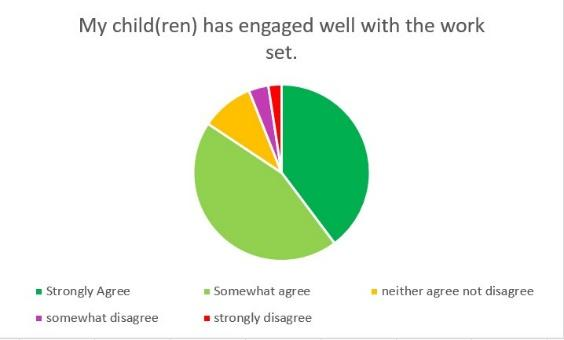 My child(ren) has engaged well with the work
set.
Strongly Agree
Somewhat agree
neither agree not disagree
somewhat disagree
strongly disagree